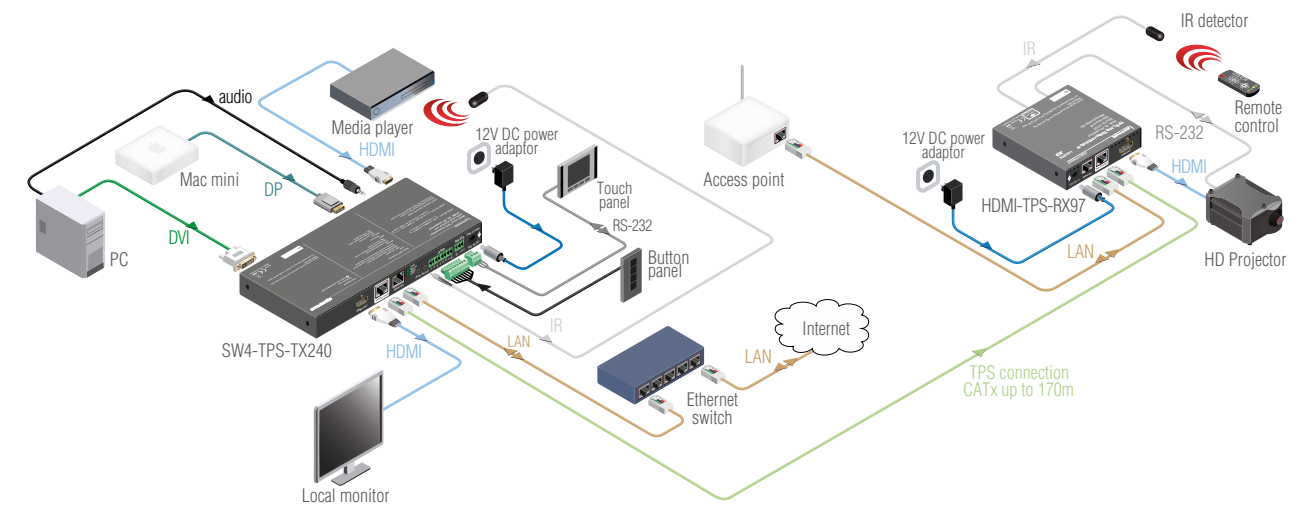 audio
Media player
HDMI
Mac mini
DP
DVI
PC
12V DC power
adaptor
Touch
panel
RS-232
Button
panel
SW4-TPS-TX240
HDMI
LAN
IR
Local monitor
Ethernet
switch
LAN
Internet
Access point
IR
IR detector
Remote
control
RS-232
12V DC power
adaptor
HDMI
HDMI-TPS-RX97
LAN
HD Projector
TPS connection
CATx up to 170m